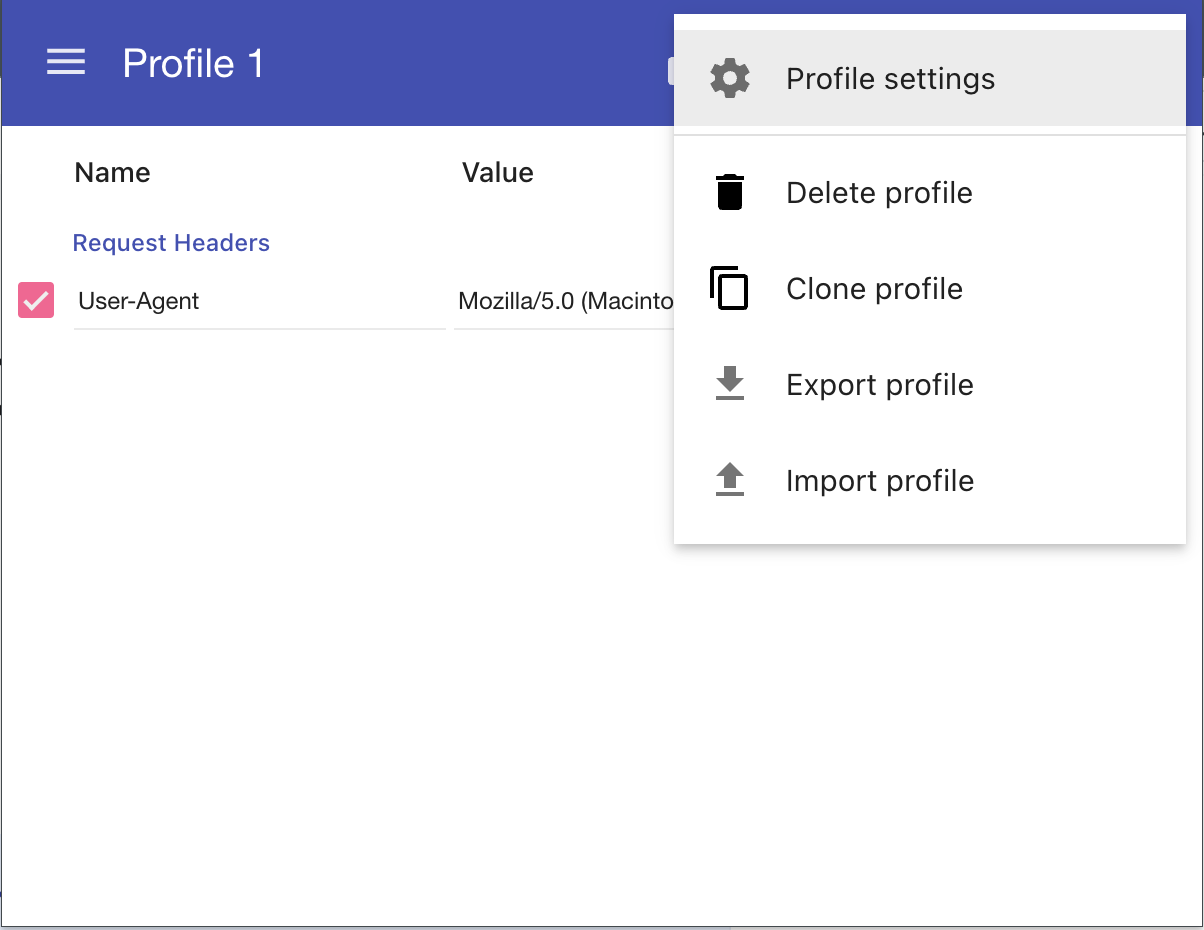 Profile 1
Profile settings
Name Value
Delete profile
Request Headers
Clone profile
User-Agent Mozilla/5.0 (Macinto
Export profile
Import profile